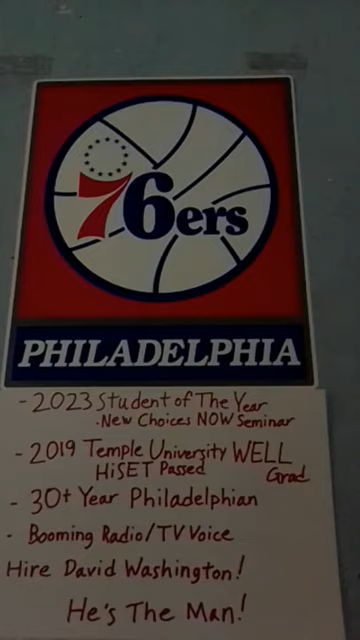 76ers
PHILADELPHIA
- 2023 Student of The Year
- New Choices NOW Seminar
- 2019 Temple University WELL
HiSET Passed Grad
- 30+ Year Philadelphian
- Booming Radio/TV Voice
Hire David Washington!
He's The Man!